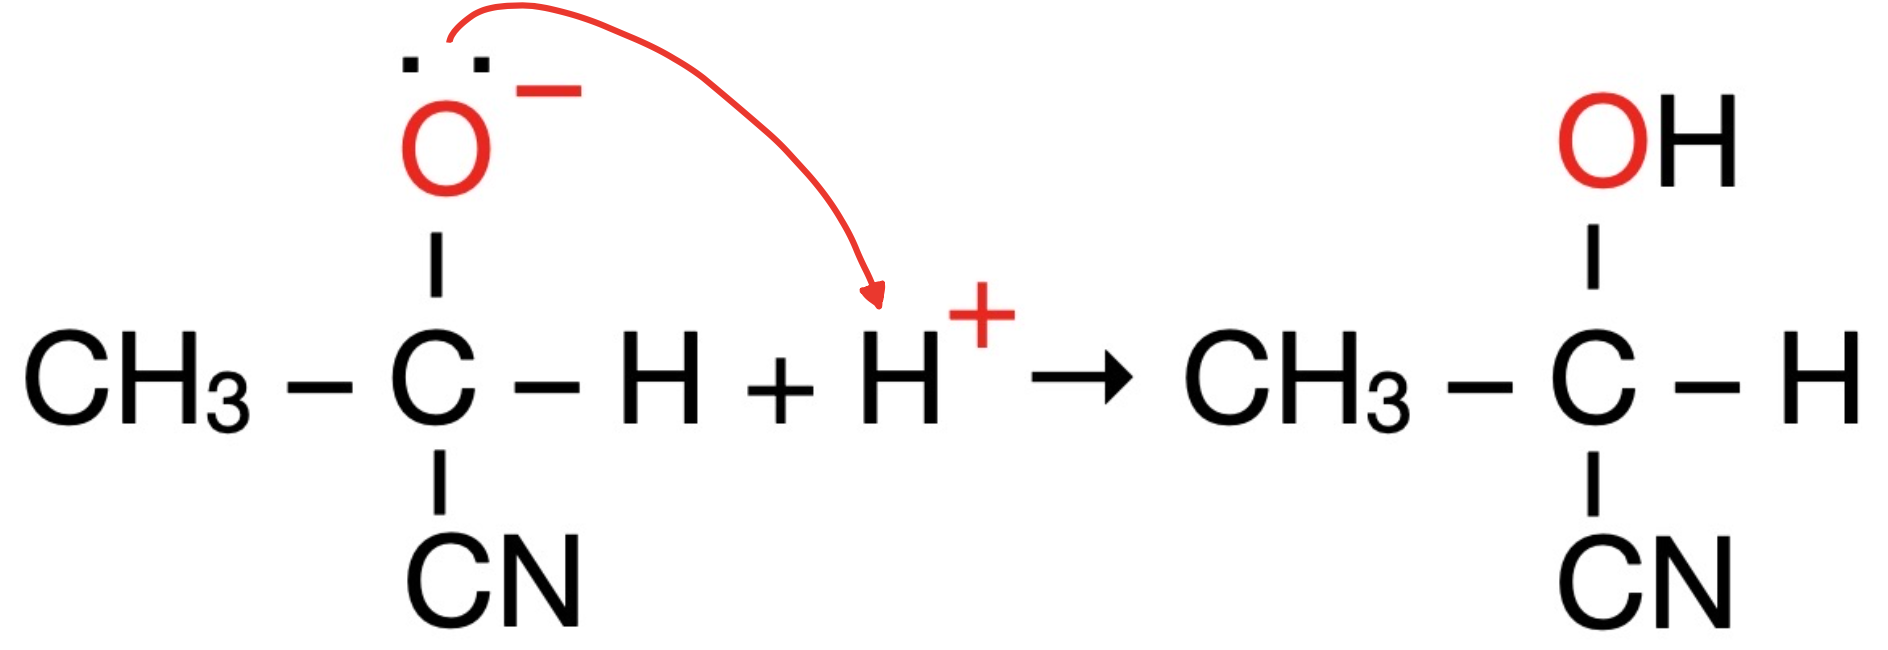 O − OH
CH3 – C – H + H+ → CH3 – C – H
CN CN